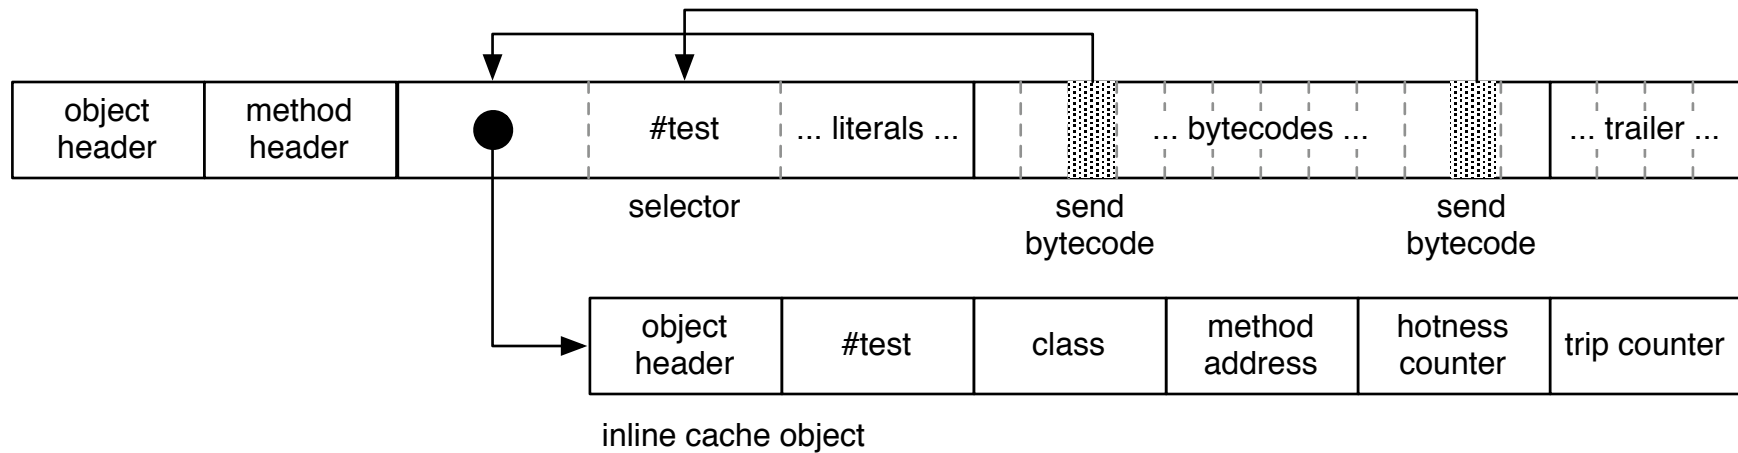 object
header
method
header
#test
... literals ...
... bytecodes ...
... trailer ...
selector
send
bytecode
send
bytecode
object
header
#test
class
method
address
hotness
counter
trip counter
inline cache object